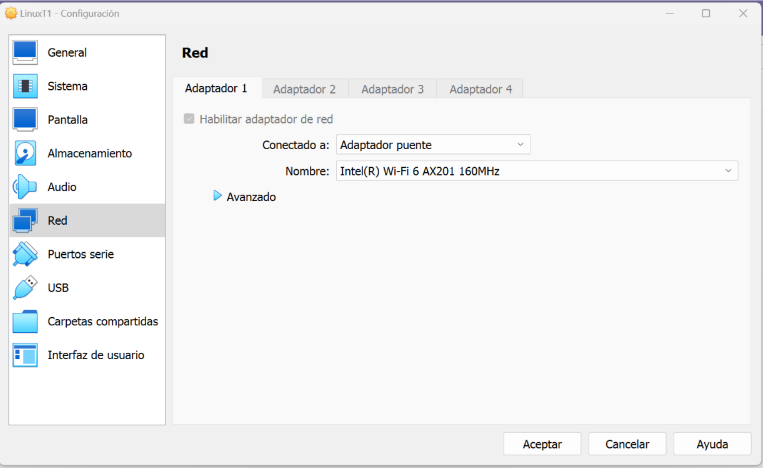 LinuxT1 - Configuración
General
Sistema
Pantalla
Almacenamiento
Audio
Red
Puertos serie
USB
Carpetas compartidas
Interfaz de usuario
Red
Adaptador 1 Adaptador 2 Adaptador 3 Adaptador 4
Habilitar adaptador de red
Conectado a: Adaptador puente
Nombre: Intel(R) Wi-Fi 6 AX201 160MHz
Avanzado
Aceptar Cancelar Ayuda